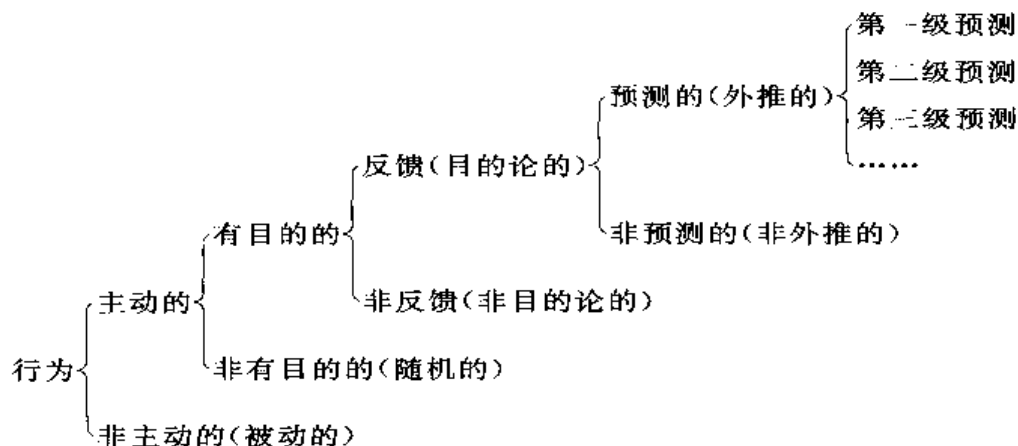 第一级预测
第二级预测
预测的(外推的)
第三级预测
反馈(目的论的)
……
有目的的
非预测的(非外推的)
主动的
非反馈(非目的论的)
行为
非有目的的(随机的)
非主动的(被动的)